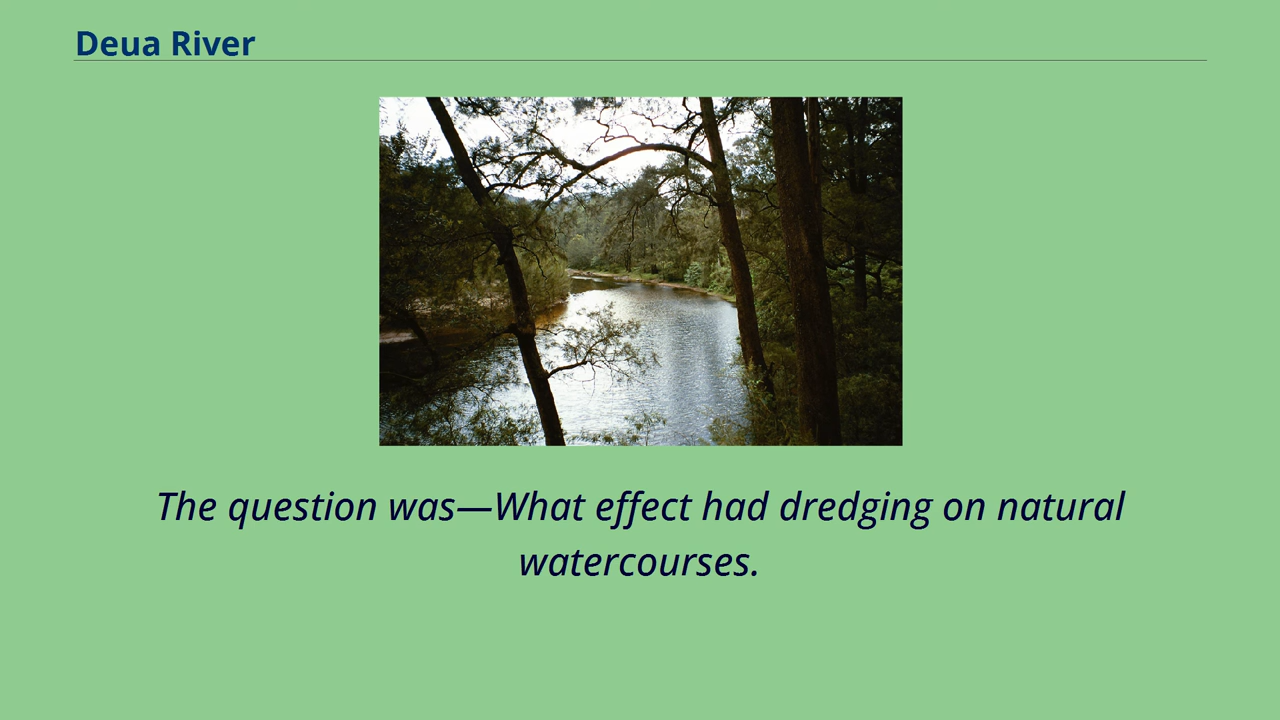 Deua River
The question was—What effect had dredging on natural
watercourses.